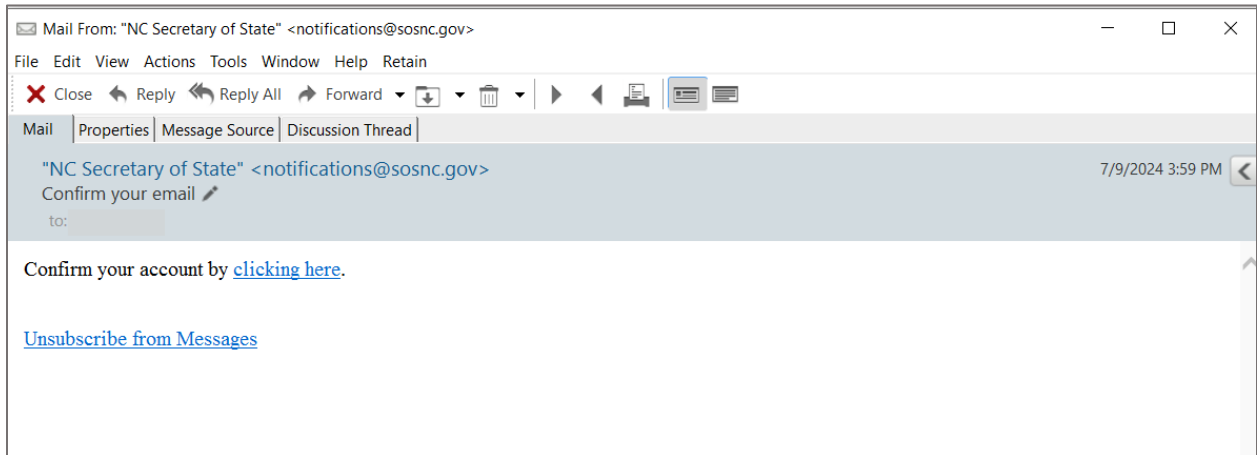 Mail From: "NC Secretary of State" <notifications@sosnc.gov>
File Edit View Actions Tools Window Help Retain
Close Reply Reply All Forward
Mail Properties Message Source Discussion Thread
"NC Secretary of State" <notifications@sosnc.gov> 7/9/2024 3:59 PM
Confirm your email
to:
Confirm your account by clicking here.
Unsubscribe from Messages